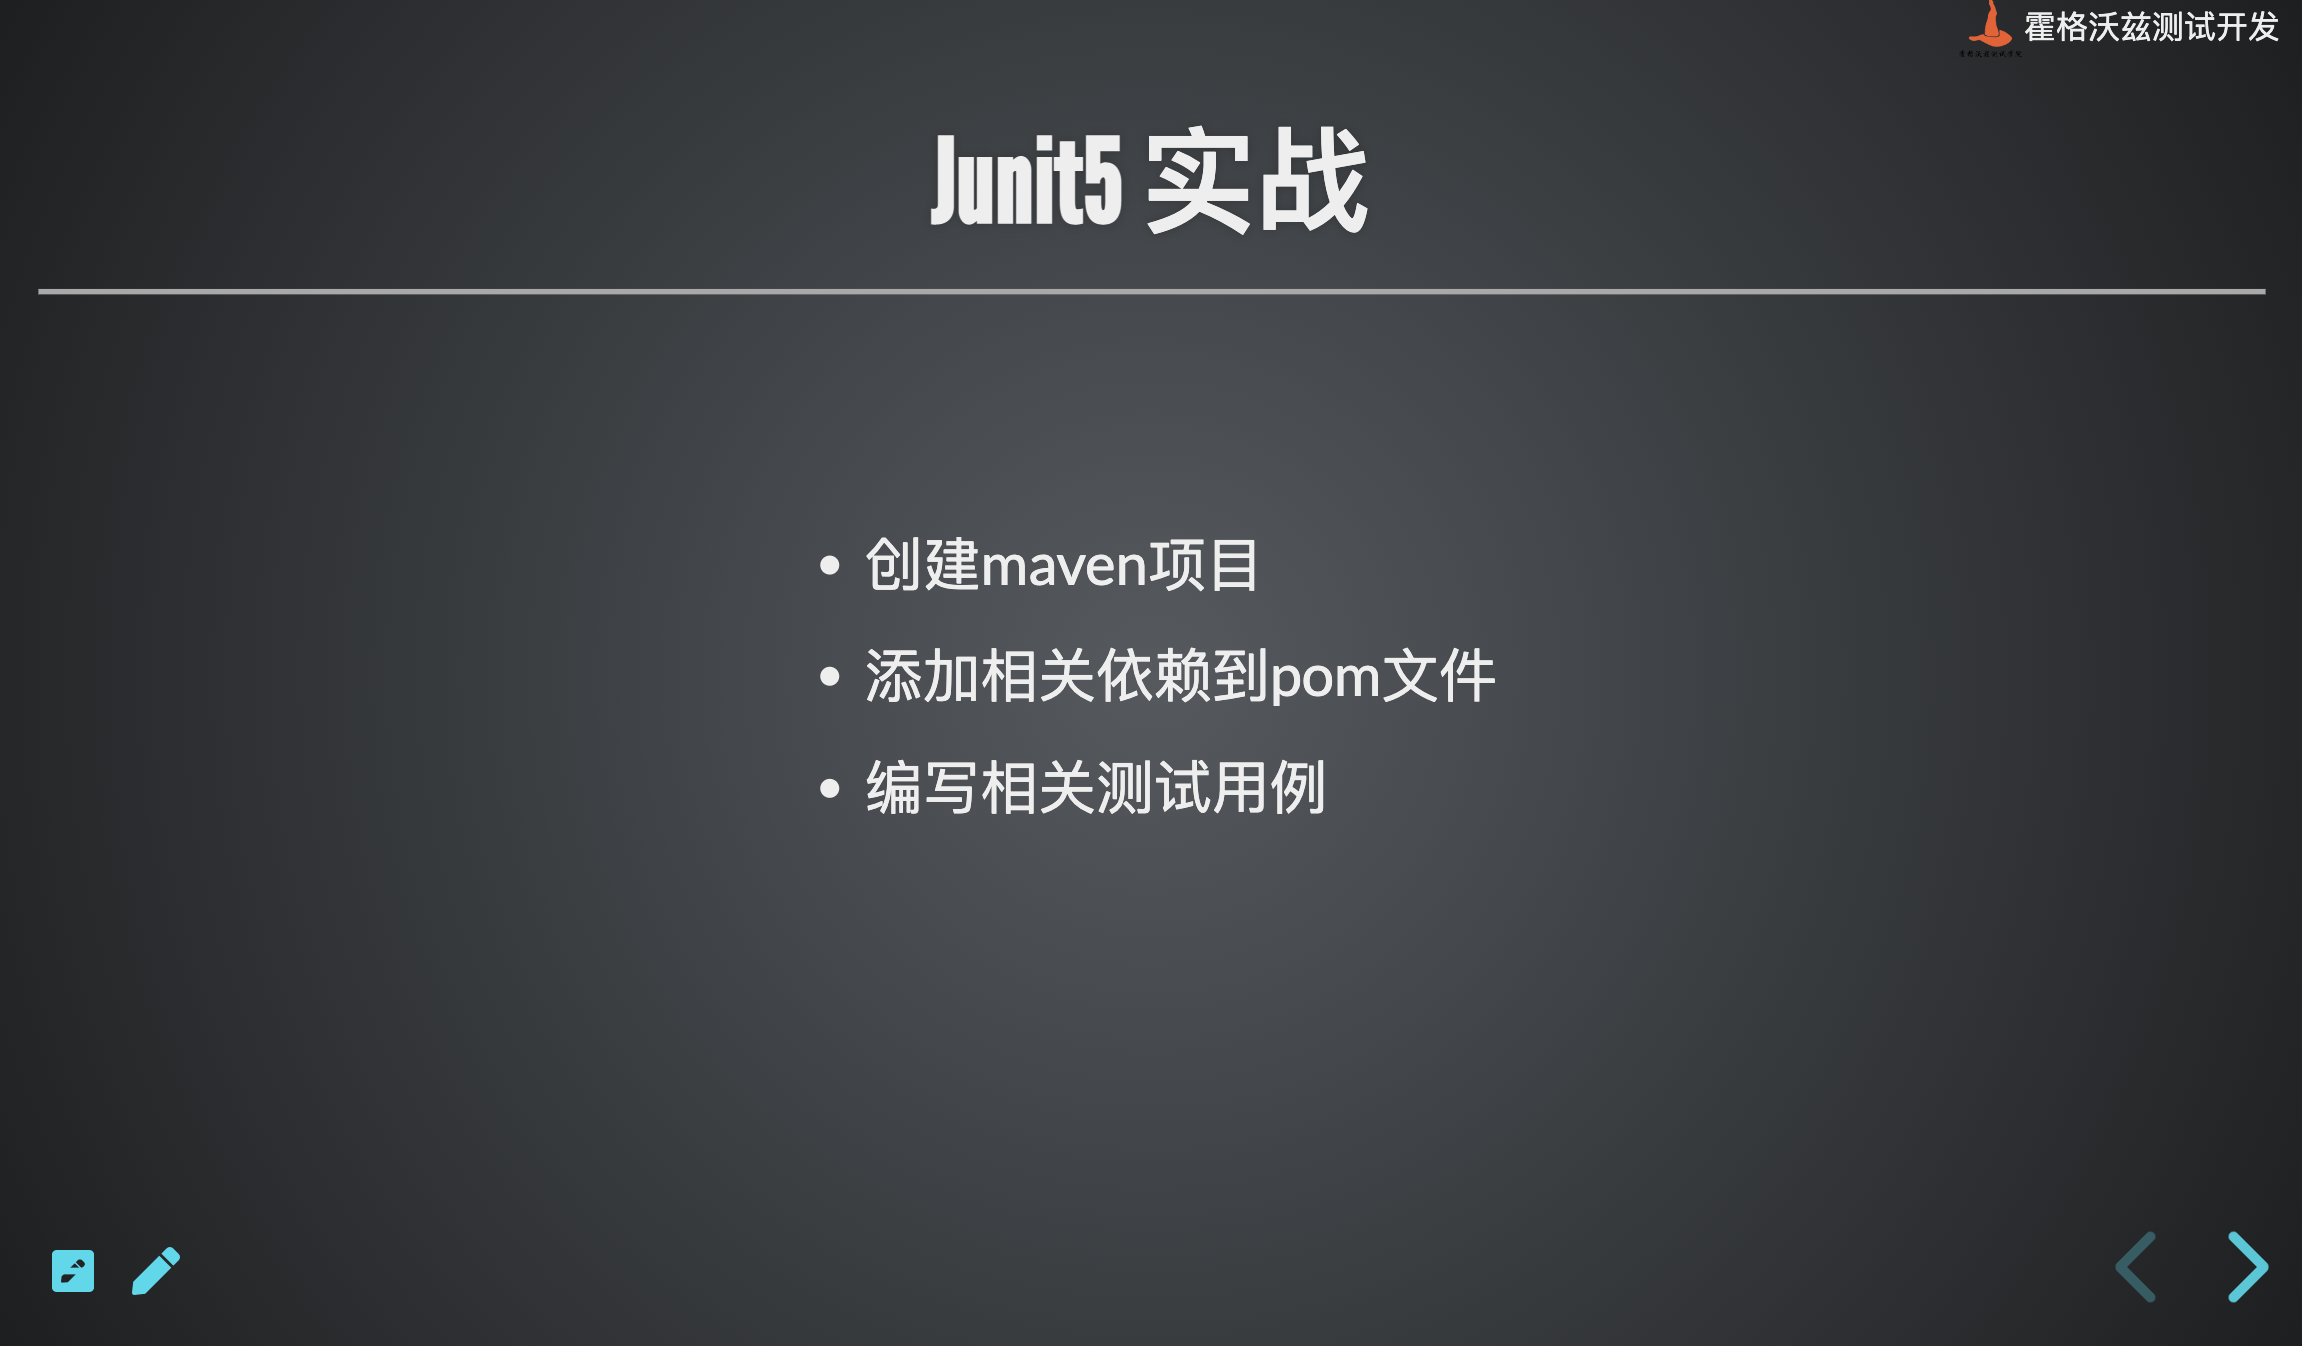 霍格沃兹测试开发
Junit5 实战
创建maven项目
添加相关依赖到pom文件
编写相关测试用例